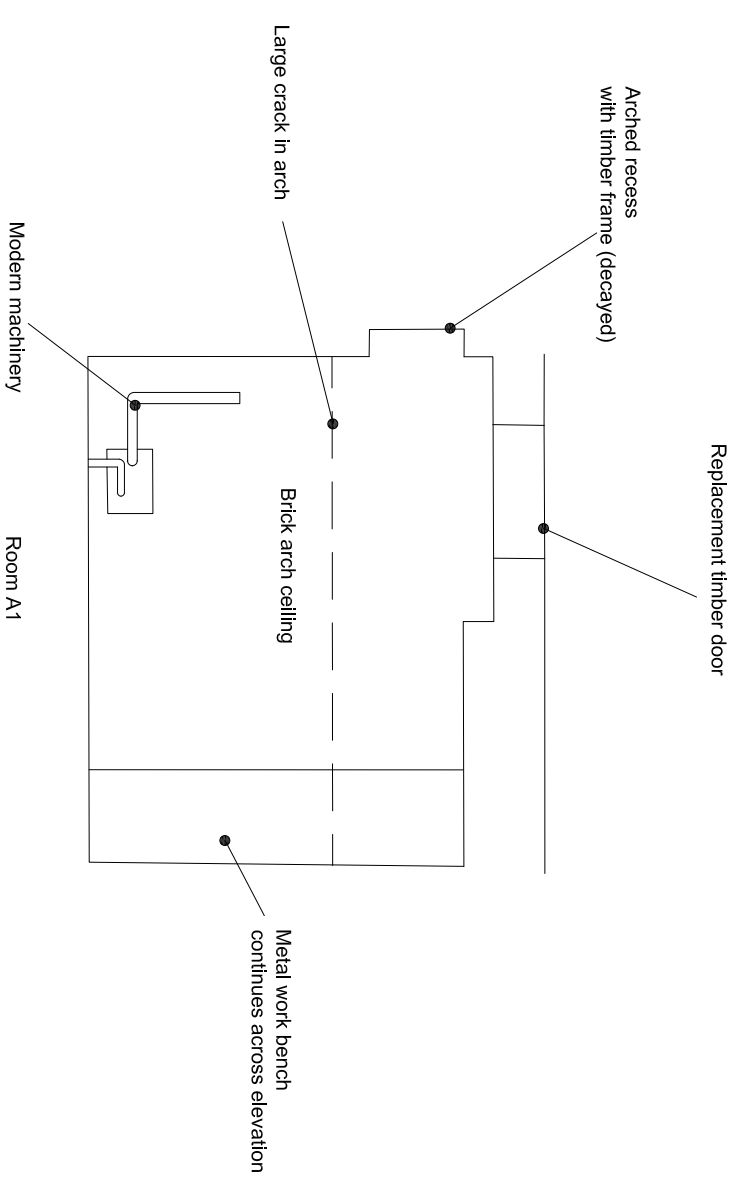 Replacement timber door
Arched recess
with timber frame (decayed)
Large crack in arch
Brick arch ceiling
Metal work bench
continues across elevation
Modern machinery
Room A1